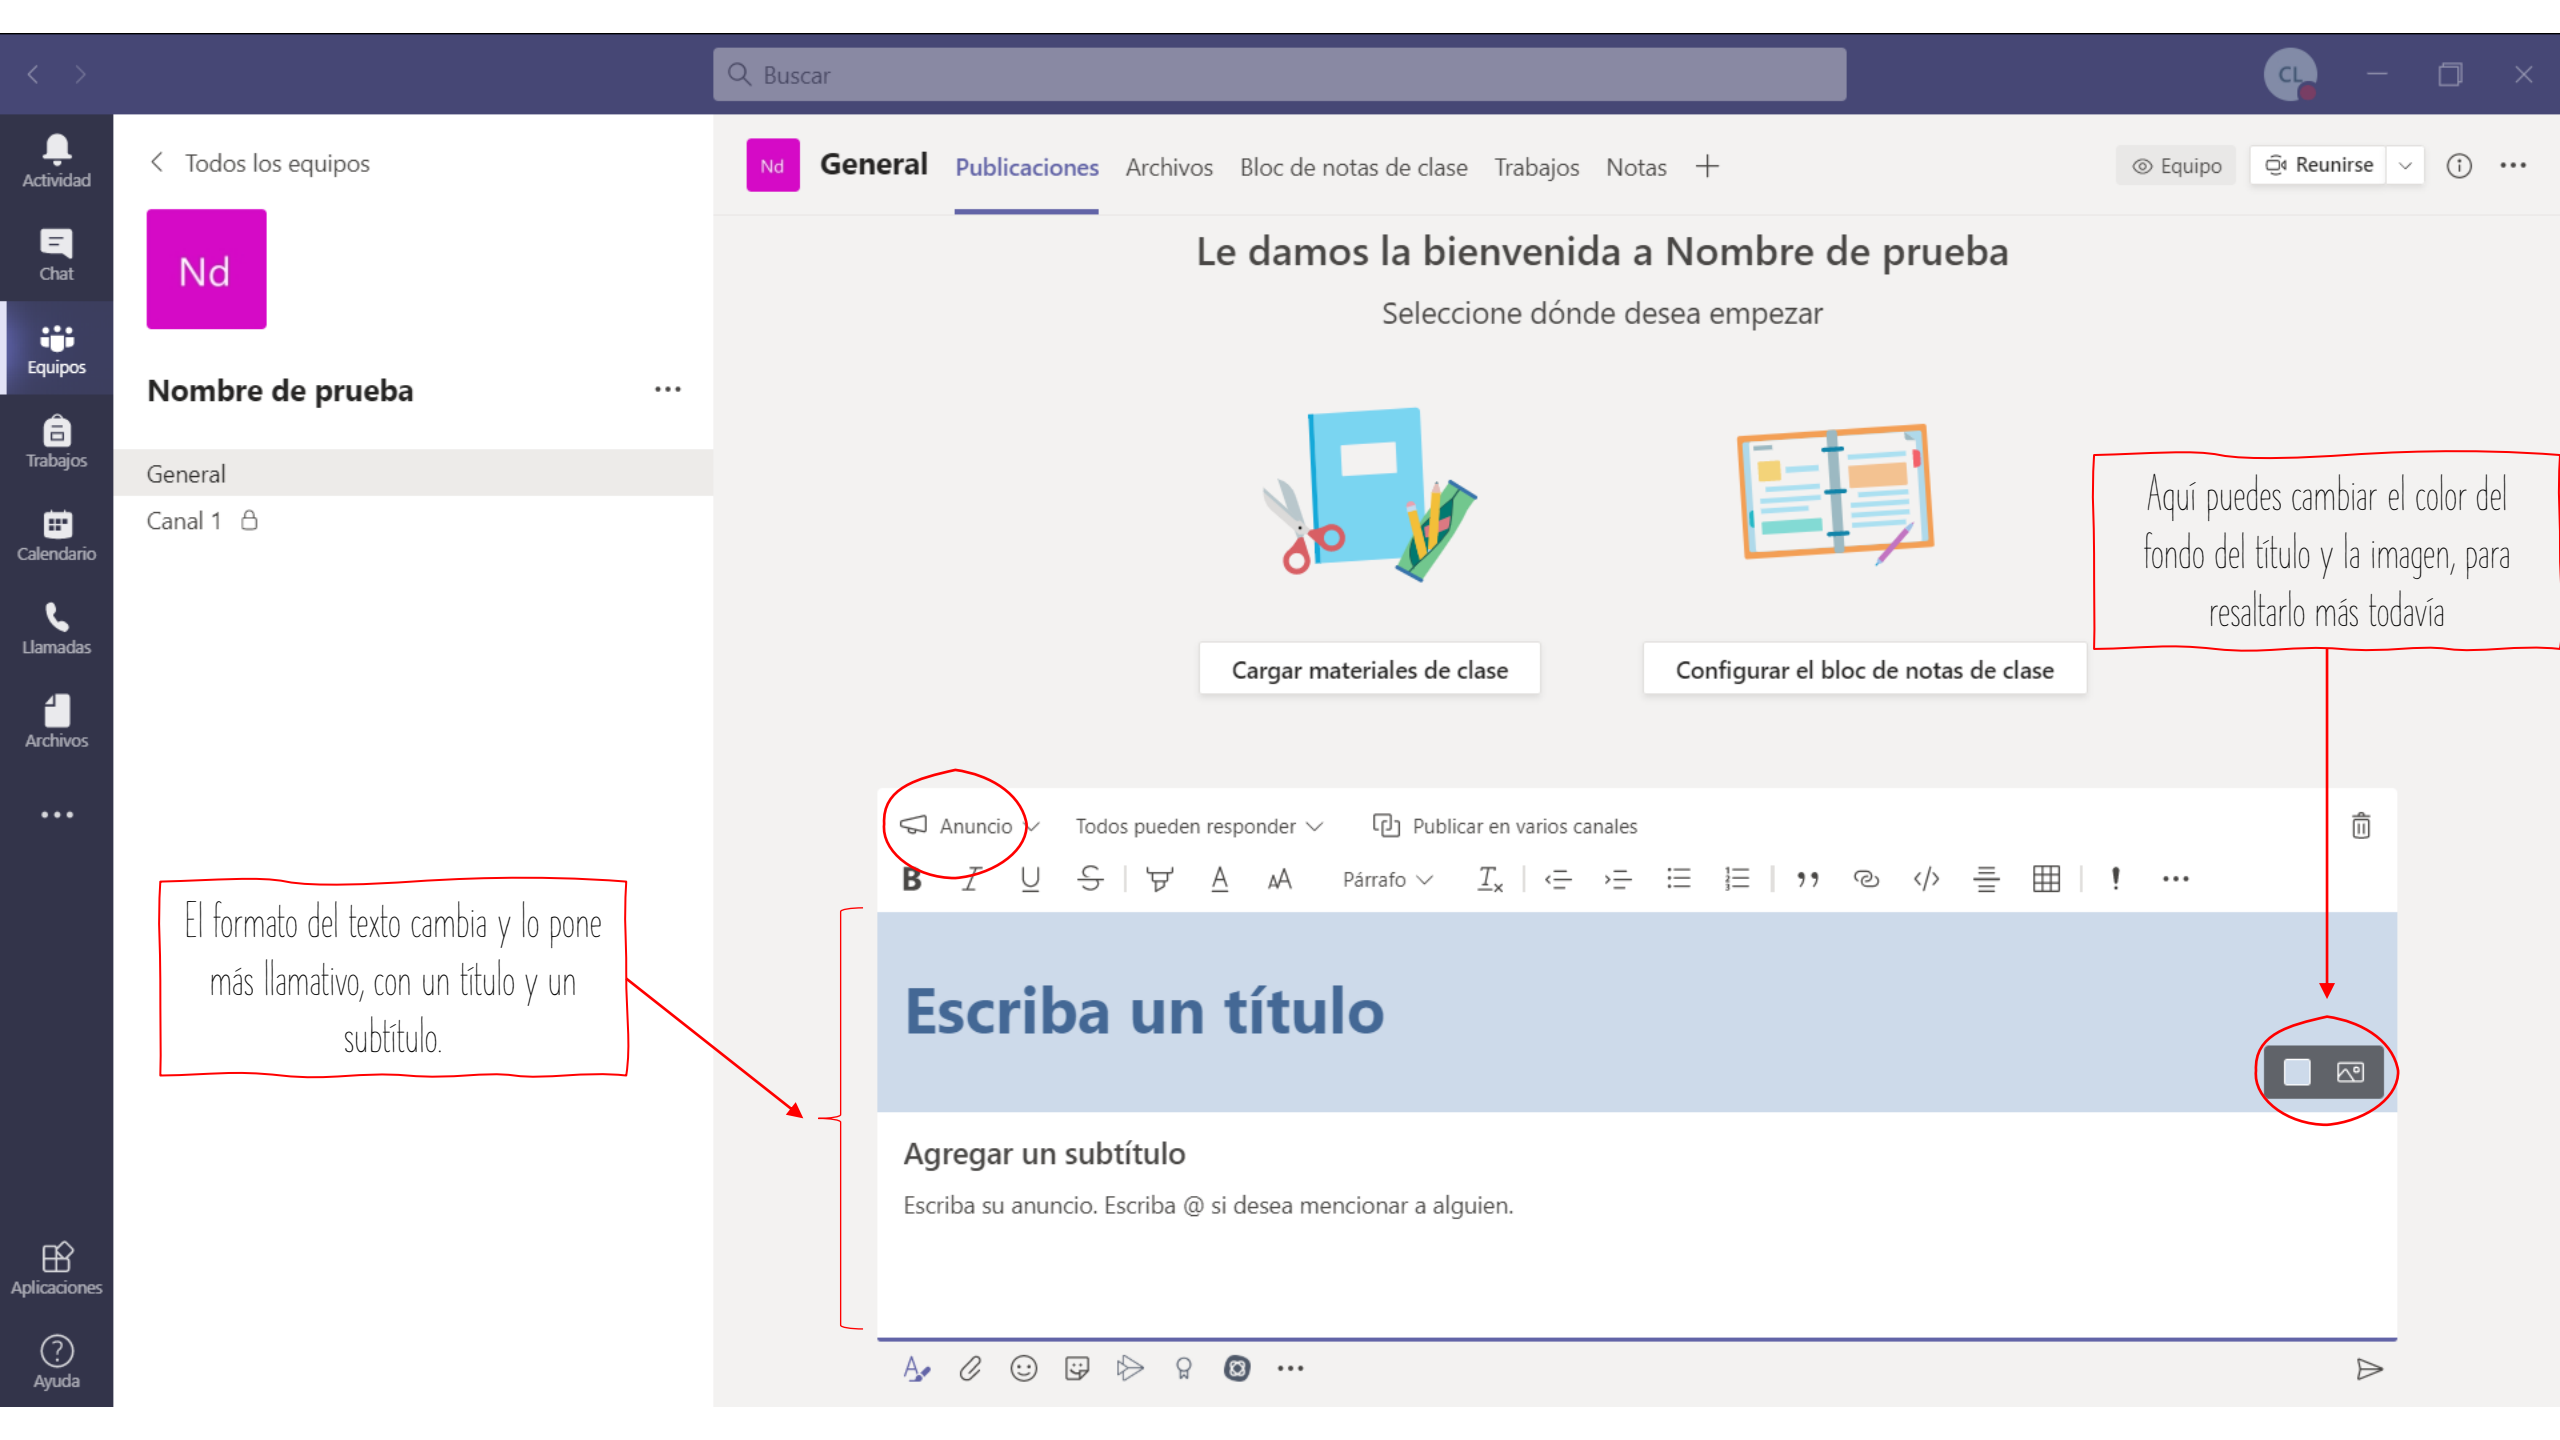 Buscar
CL
Actividad
Chat
Equipos
Trabajos
Calendario
Llamadas
Archivos
Aplicaciones
Ayuda
Todos los equipos
Nd
Nombre de prueba
General
Canal 1
Nd General Publicaciones Archivos Bloc de notas de clase Trabajos Notas
Equipo Reunirse
Le damos la bienvenida a Nombre de prueba
Seleccione dónde desea empezar
Cargar materiales de clase
Configurar el bloc de notas de clase
Aquí puedes cambiar el color del
fondo del título y la imagen, para
resaltarlo más todavía
El formato del texto cambia y lo pone
más llamativo, con un título y un
subtítulo.
Anuncio Todos pueden responder Publicar en varios canales
B I U S A AA Párrafo Tx
Escriba un título
Agregar un subtítulo
Escriba su anuncio. Escriba @ si desea mencionar a alguien.